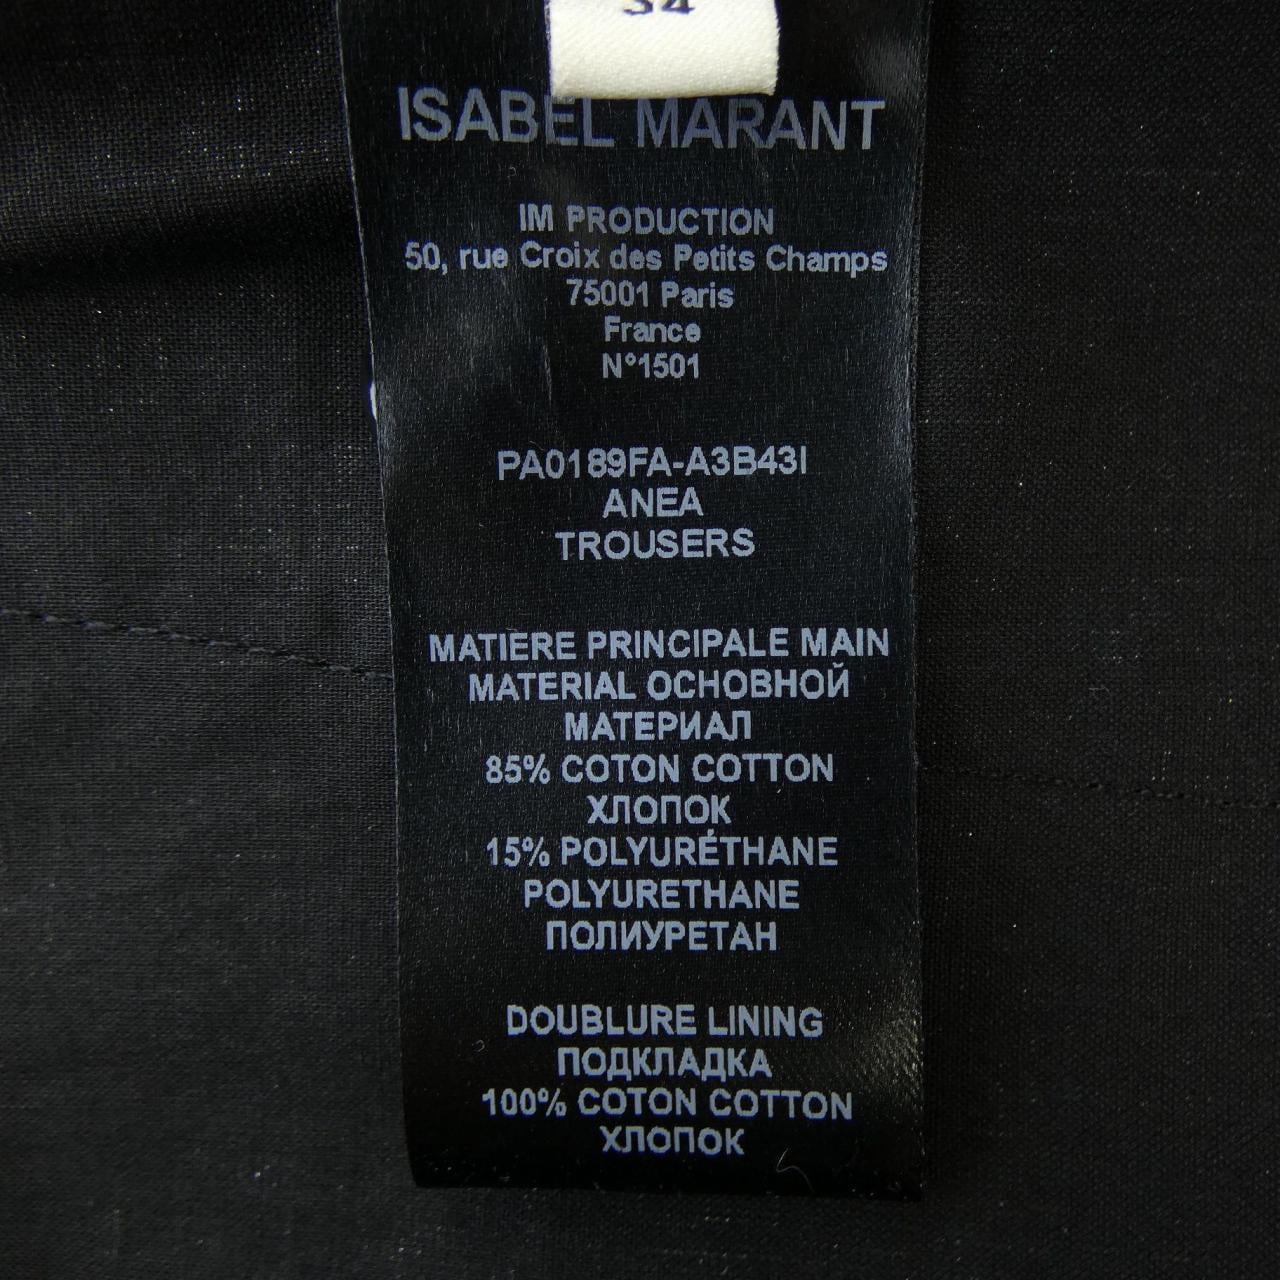 34
ISABEL MARANT
IM PRODUCTION
50, rue Croix des Petits Champs
75001 Paris
France
N°1501
PA0189FA-A3B43I
ANEA
TROUSERS
MATIERE PRINCIPALE MAIN
MATERIAL ОСНОВНОЙ
МАТЕРИАЛ
85% COTON COTTON
ХЛОПОК
15% POLYURÉTHANE
POLYURETHANE
ПОЛИУРЕТАН
DOUBLURE LINING
ПОДКЛАДКА
100% COTON COTTON
ХЛОПОК